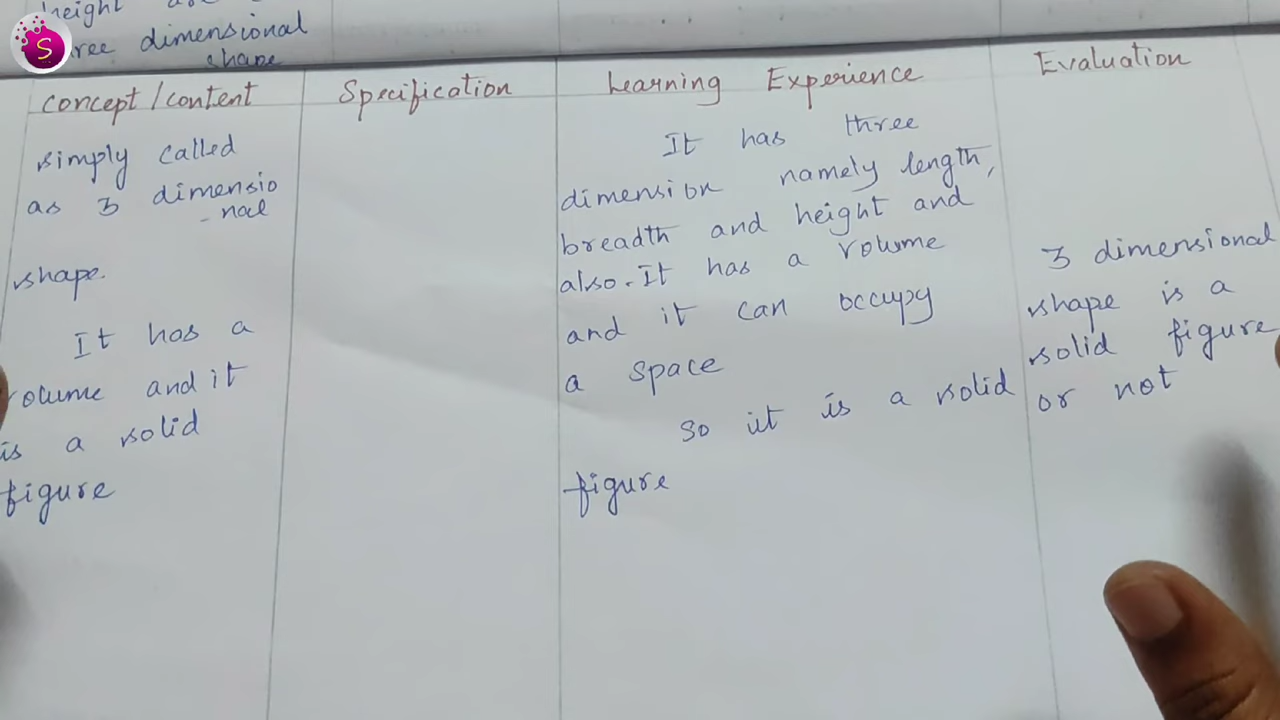 height
three dimensional
shape
S
concept/content
Specification
Learning Experience
Evaluation
simply called
as 3 dimensio
-nal
shape.
It has a
volume and it
is a solid
figure
It has three
dimension namely length,
breadth and height and
also. It has a volume
and it can occupy
a space
So it is a solid
figure
3 dimensional
shape is a
solid figure
or not